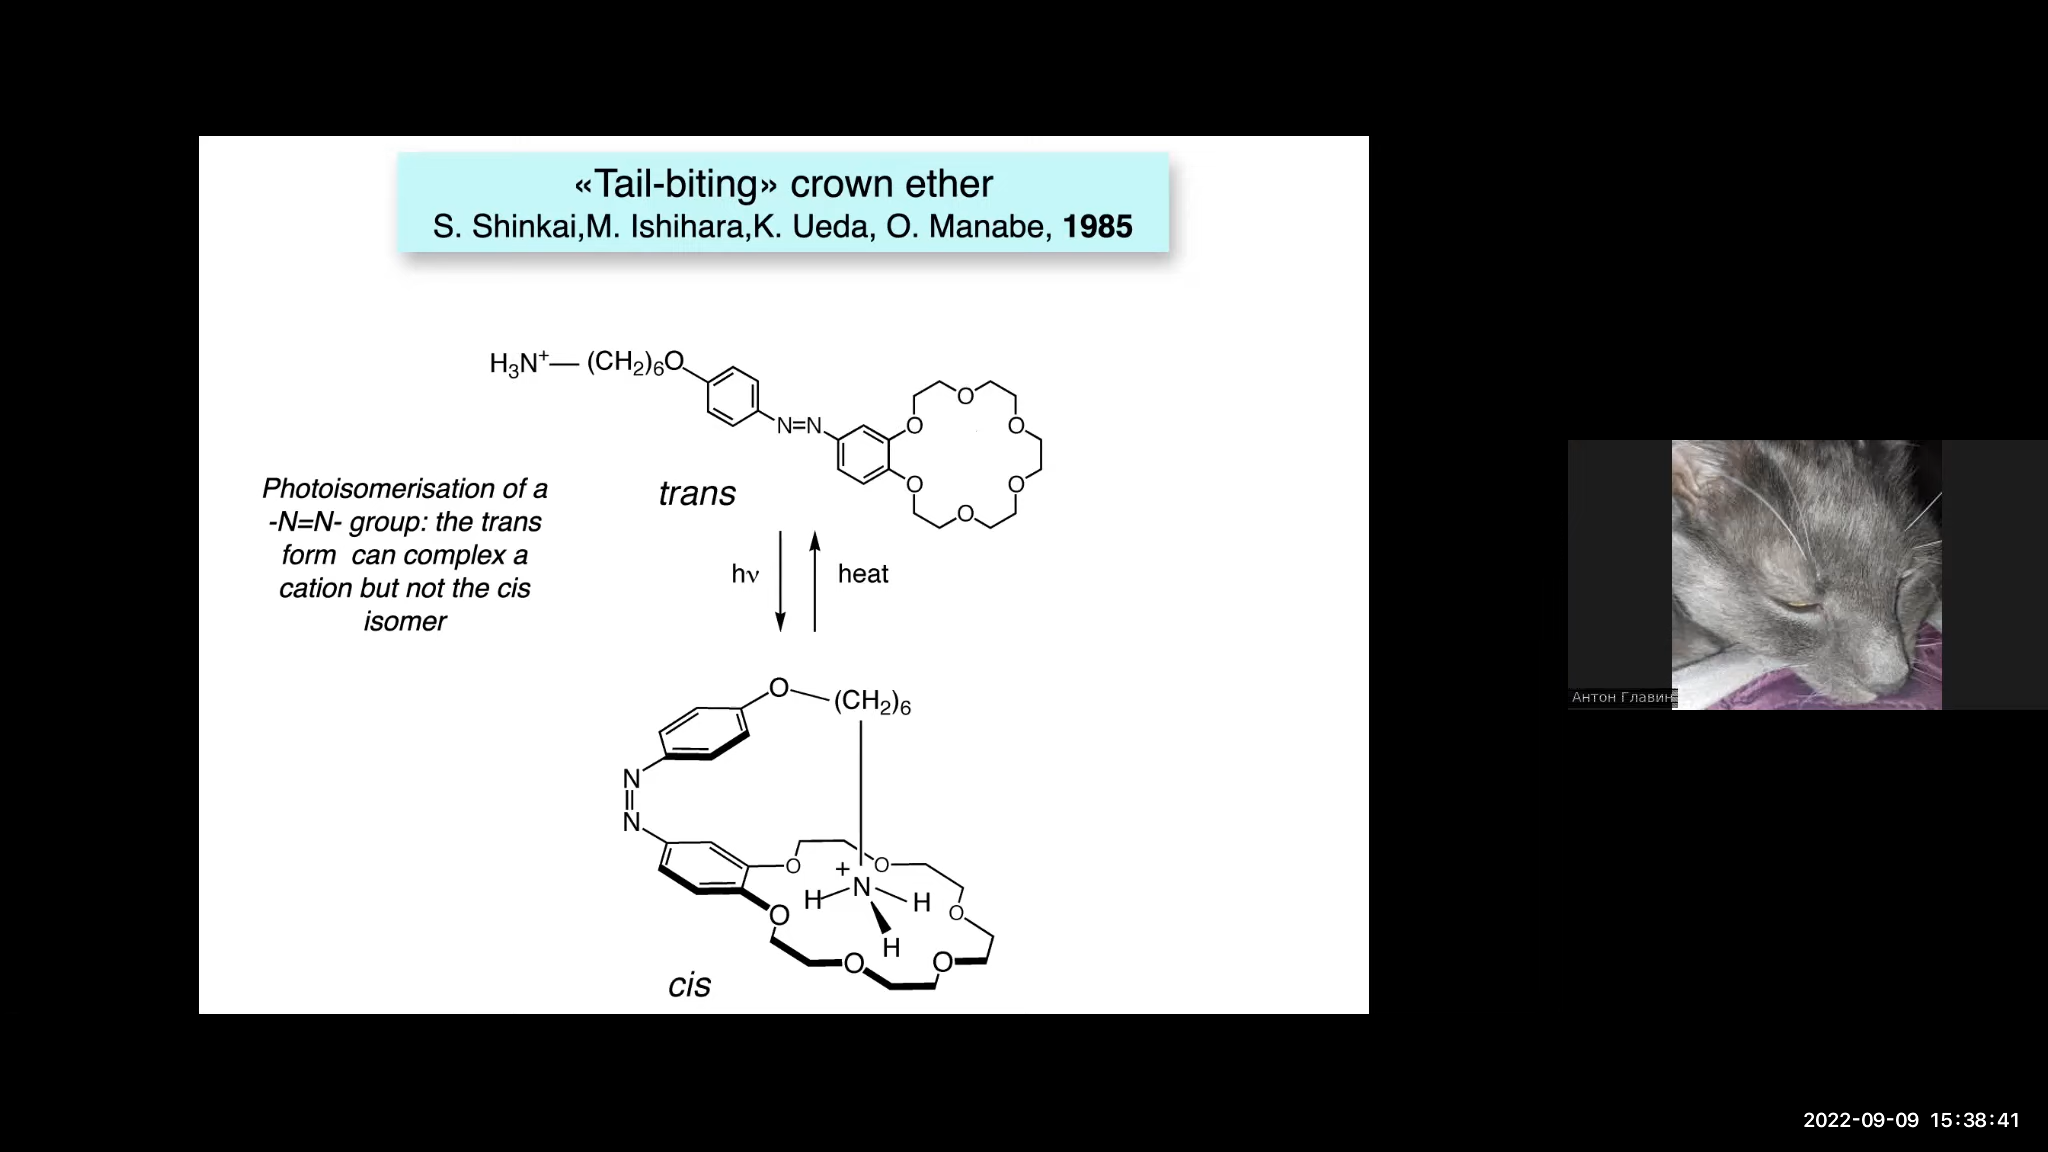 «Tail-biting» crown ether
S. Shinkai,M. Ishihara,K. Ueda, O. Manabe, 1985
H₃N⁺— (CH₂)₆O
N=N
O
O
O
O
O
O
trans
Photoisomerisation of a
-N=N- group: the trans
form can complex a
cation but not the cis
isomer
hν
heat
O
(CH₂)₆
N
N
O
O
+
N
H
H
H
O
O
O
O
cis
Антон Главин
2022-09-09 15:38:41